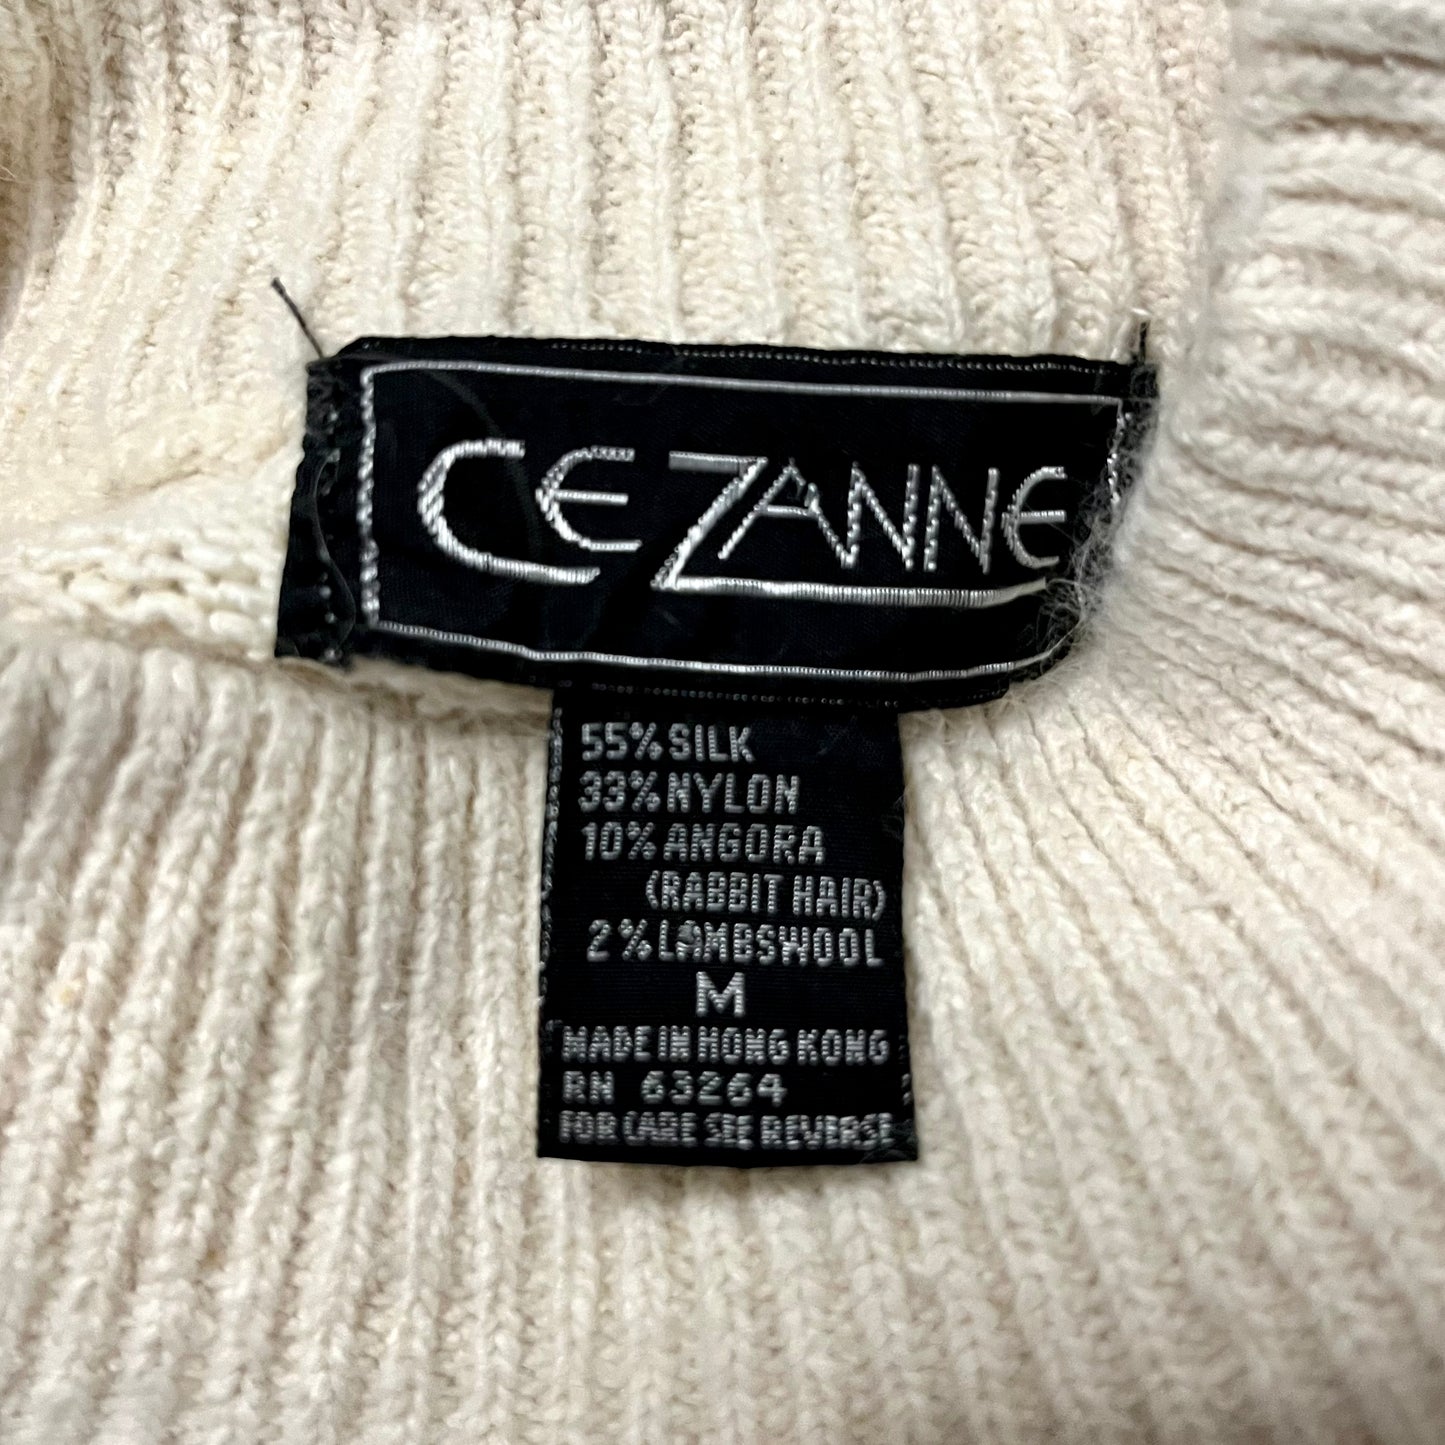 CEZANNE
55% SILK
33% NYLON
10% ANGORA
(RABBIT HAIR)
2% LAMBSWOOL
M
MADE IN HONG KONG
RN 63264
FOR CARE SEE REVERSE